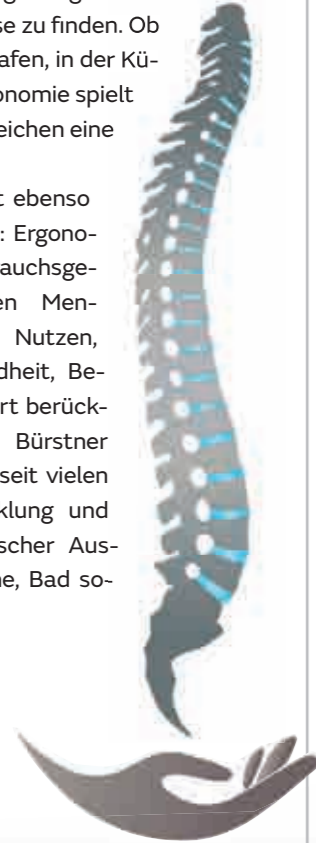 se zu finden. Ob
afen, in der Kü-
onomie spielt
eichen eine
t ebenso
: Ergono-
auchsge-
en Men-
Nutzen,
dheit, Be-
rt berück-
Bürstner
seit vielen
klung und
scher Aus-
he, Bad so-